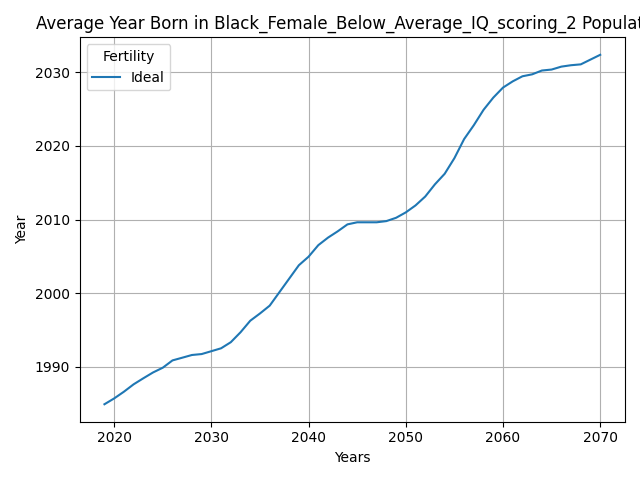 Average Year Born in Black_Female_Below_Average_IQ_scoring_2 Populat
Fertility
Ideal
Year
2030
2020
2010
2000
1990
2020 2030 2040 2050 2060 2070
Years